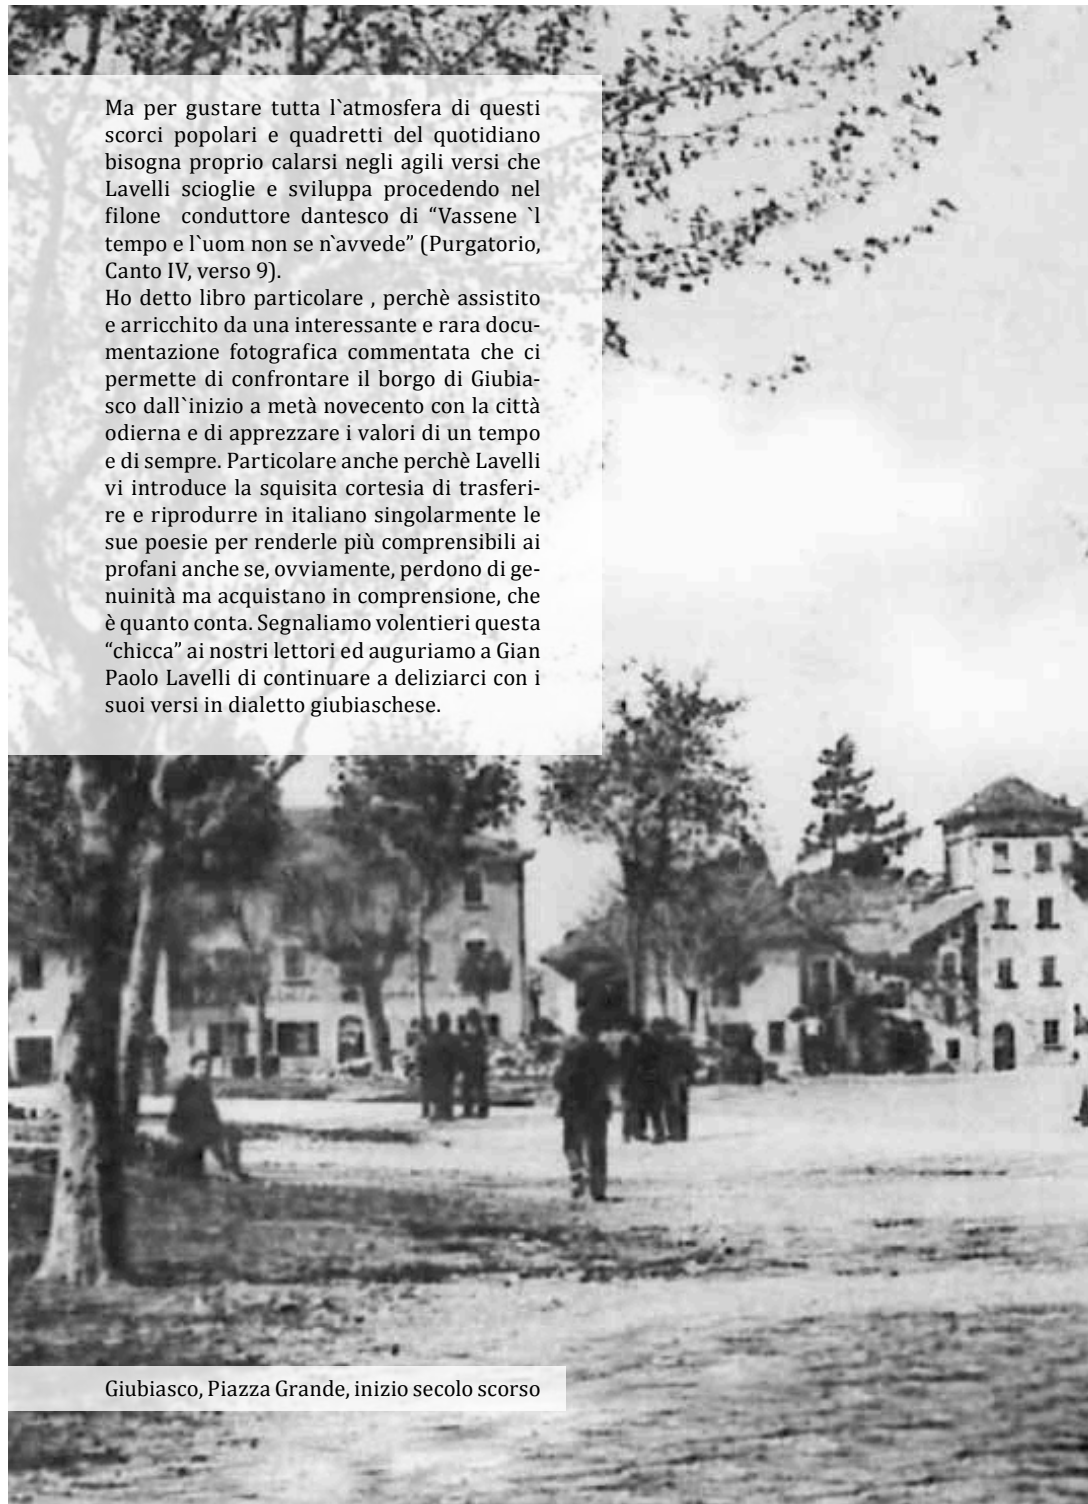 Ma per gustare tutta l`atmosfera di questi
scorci popolari e quadretti del quotidiano
bisogna proprio calarsi negli agili versi che
Lavelli scioglie e sviluppa procedendo nel
filone  conduttore dantesco di “Vassene `l
tempo e l`uom non se n`avvede” (Purgatorio,
Canto IV, verso 9).
Ho detto libro particolare , perchè assistito
e arricchito da una interessante e rara docu-
mentazione fotografica commentata che ci
permette di confrontare il borgo di Giubia-
sco dall`inizio a metà novecento con la città
odierna e di apprezzare i valori di un tempo
e di sempre. Particolare anche perchè Lavelli
vi introduce la squisita cortesia di trasferi-
re e riprodurre in italiano singolarmente le
sue poesie per renderle più comprensibili ai
profani anche se, ovviamente, perdono di ge-
nuinità ma acquistano in comprensione, che
è quanto conta. Segnaliamo volentieri questa
“chicca” ai nostri lettori ed auguriamo a Gian
Paolo Lavelli di continuare a deliziarci con i
suoi versi in dialetto giubiaschese.
Giubiasco, Piazza Grande, inizio secolo scorso